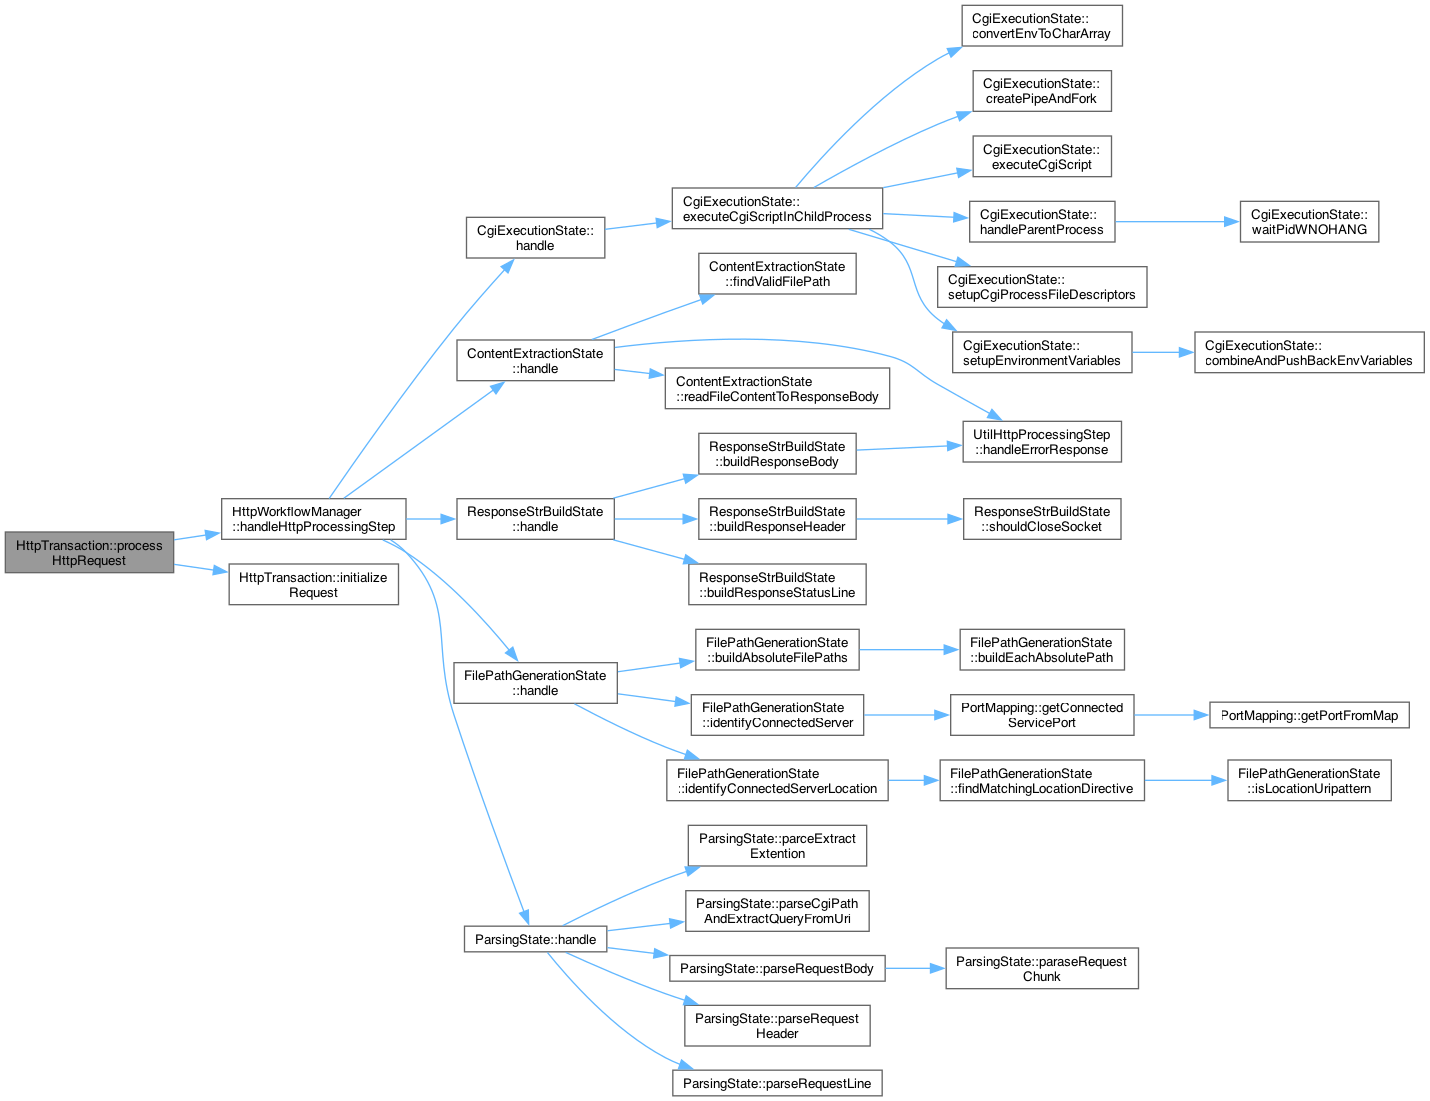 CgiExecutionState::
convertEnvToCharArray
CgiExecutionState::
createPipeAndFork
CgiExecutionState::
executeCgiScript
CgiExecutionState::
executeCgiScriptInChildProcess
CgiExecutionState::
handleParentProcess
CgiExecutionState::
waitPidWNOHANG
CgiExecutionState::
handle
ContentExtractionState
::findValidFilePath
CgiExecutionState::
setupCgiProcessFileDescriptors
CgiExecutionState::
setupEnvironmentVariables
CgiExecutionState::
combineAndPushBackEnvVariables
ContentExtractionState
::handle
ContentExtractionState
::readFileContentToResponseBody
UtilHttpProcessingStep
::handleErrorResponse
ResponseStrBuildState
::buildResponseBody
HttpWorkflowManager
::handleHttpProcessingStep
ResponseStrBuildState
::handle
ResponseStrBuildState
::buildResponseHeader
ResponseStrBuildState
::shouldCloseSocket
HttpTransaction::process
HttpRequest
HttpTransaction::initialize
Request
ResponseStrBuildState
::buildResponseStatusLine
FilePathGenerationState
::buildAbsoluteFilePaths
FilePathGenerationState
::buildEachAbsolutePath
FilePathGenerationState
::handle
FilePathGenerationState
::identifyConnectedServer
PortMapping::getConnected
ServicePort
PortMapping::getPortFromMap
FilePathGenerationState
::identifyConnectedServerLocation
FilePathGenerationState
::findMatchingLocationDirective
FilePathGenerationState
::isLocationUripattern
ParsingState::parceExtract
Extention
ParsingState::parseCgiPath
AndExtractQueryFromUri
ParsingState::handle
ParsingState::parseRequestBody
ParsingState::paraseRequest
Chunk
ParsingState::parseRequest
Header
ParsingState::parseRequestLine